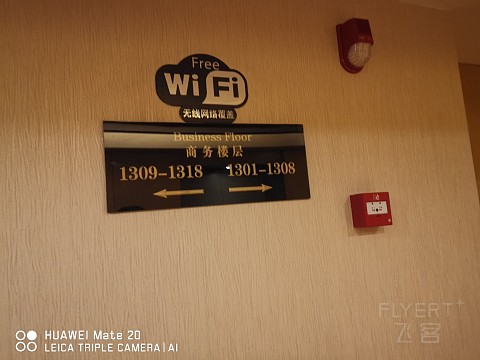 Free
WiFi
无线网络覆盖
Business Floor
商务楼层
1309-1318 1301-1308
FLYERT+
飞客
HUAWEI Mate 20
LEICA TRIPLE CAMERA | AI